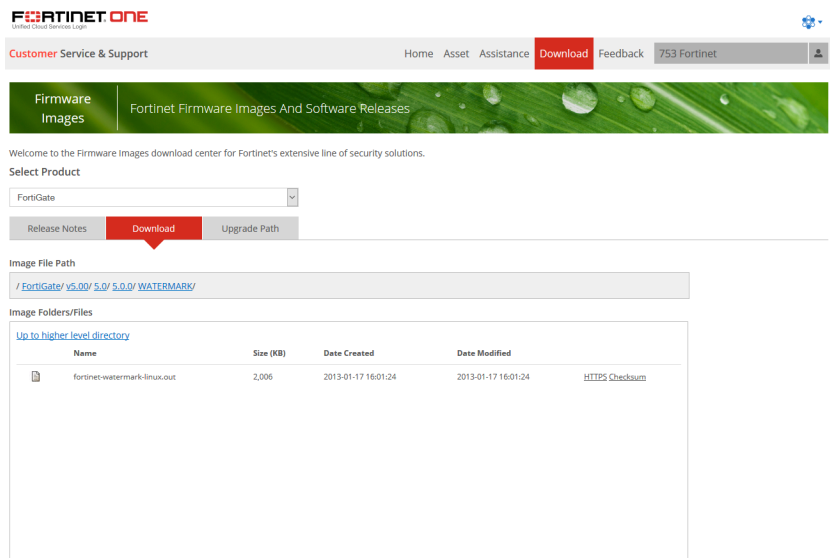 FORTINET ONE
Unified Cloud Services Login
Customer Service & Support
Home Asset Assistance Download Feedback 753 Fortinet
Firmware Images
Fortinet Firmware Images And Software Releases
Welcome to the Firmware Images download center for Fortinet's extensive line of security solutions.
Select Product
FortiGate
Release Notes Download Upgrade Path
Image File Path
/ FortiGate/ v5.00/ 5.0/ 5.0.0/ WATERMARK/
Image Folders/Files
Up to higher level directory
Name Size (KB) Date Created Date Modified
fortinet-watermark-linux.out 2,006 2013-01-17 16:01:24 2013-01-17 16:01:24 HTTPS Checksum